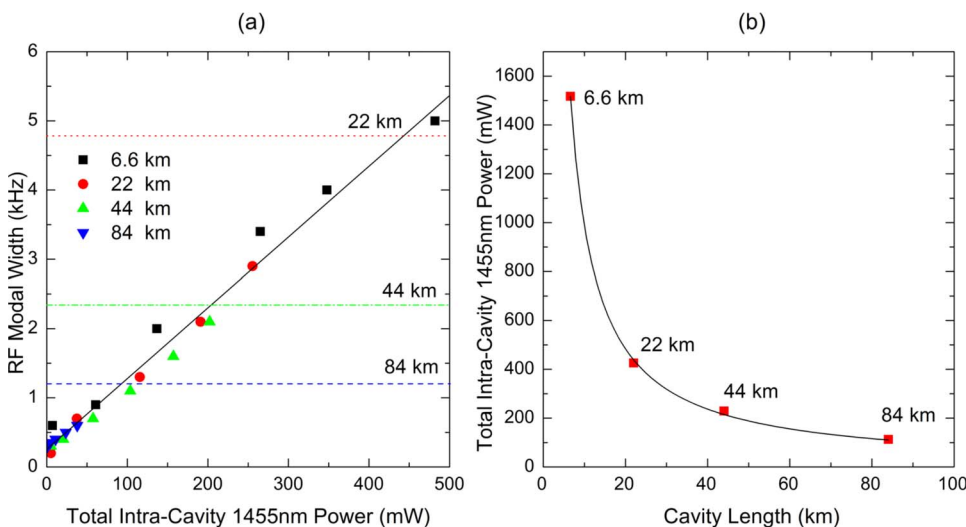 (a)
RF Modal Width (kHz)
6
5
4
3
2
1
0
22 km
44 km
84 km
6.6 km
22 km
44 km
84 km
0
100
200
300
400
500
Total Intra-Cavity 1455nm Power (mW)
(b)
Total Intra-Cavity 1455nm Power (mW)
1600
1400
1200
1000
800
600
400
200
0
6.6 km
22 km
44 km
84 km
0
20
40
60
80
100
Cavity Length (km)